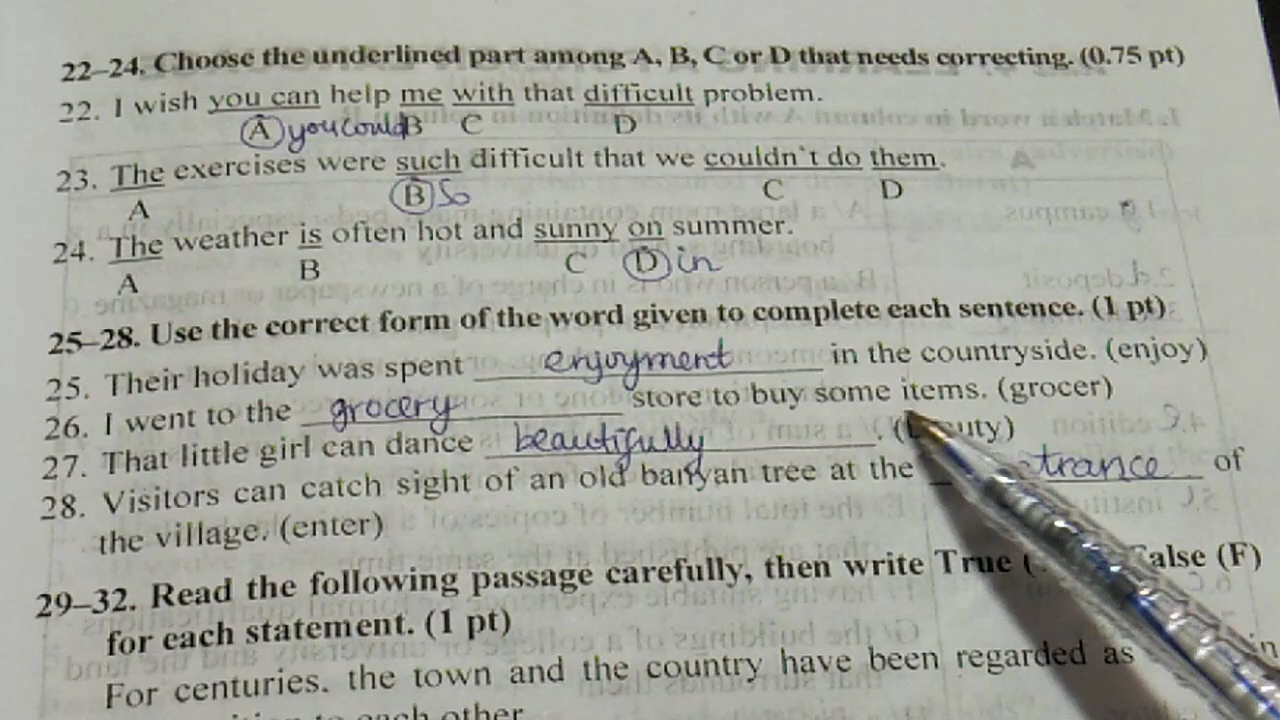 22–24. Choose the underlined part among A, B, C or D that needs correcting. (0.75 pt)
22. I wish you can help me with that difficult problem.
A you could B C D
23. The exercises were such difficult that we couldn't do them.
A B So C D
24. The weather is often hot and sunny on summer.
A B C D in
25–28. Use the correct form of the word given to complete each sentence. (1 pt)
25. Their holiday was spent enjoyment in the countryside. (enjoy)
26. I went to the grocery store to buy some items. (grocer)
27. That little girl can dance beautifully. (uty)
28. Visitors can catch sight of an old banyan tree at the trance of
the village. (enter)
29–32. Read the following passage carefully, then write True ( alse (F)
for each statement. (1 pt)
For centuries, the town and the country have been regarded as in
to each other